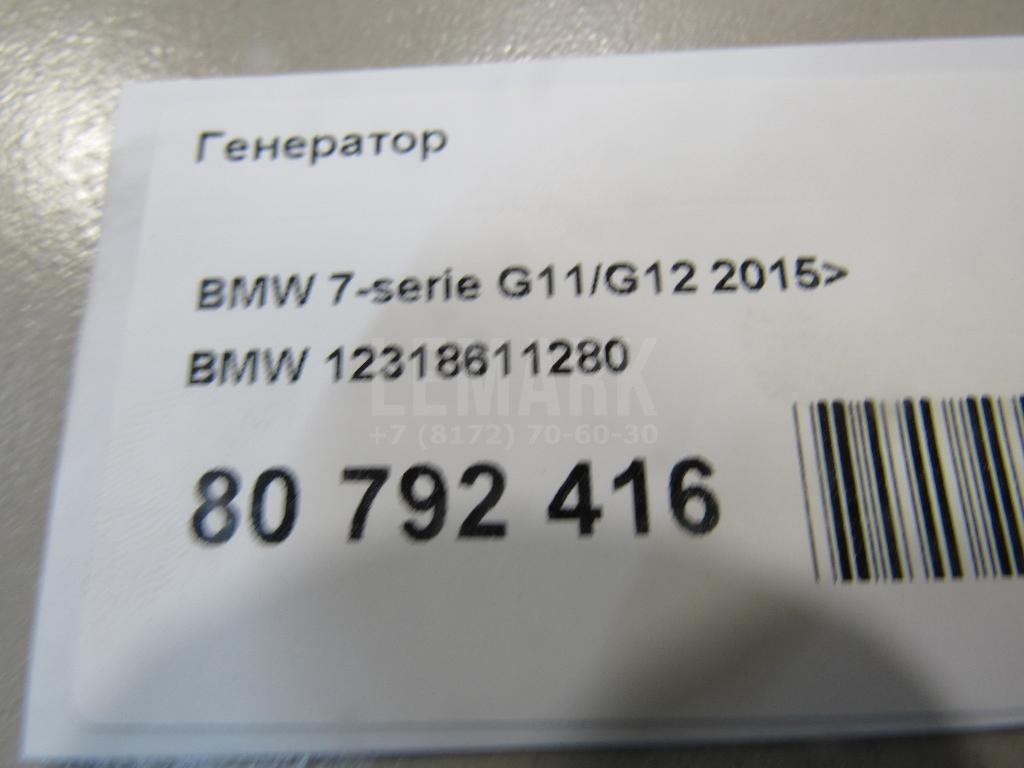 Генератор
BMW 7-serie G11/G12 2015>
BMW 12318611280
LEMARK
+7 (8172) 70-60-30
80 792 416